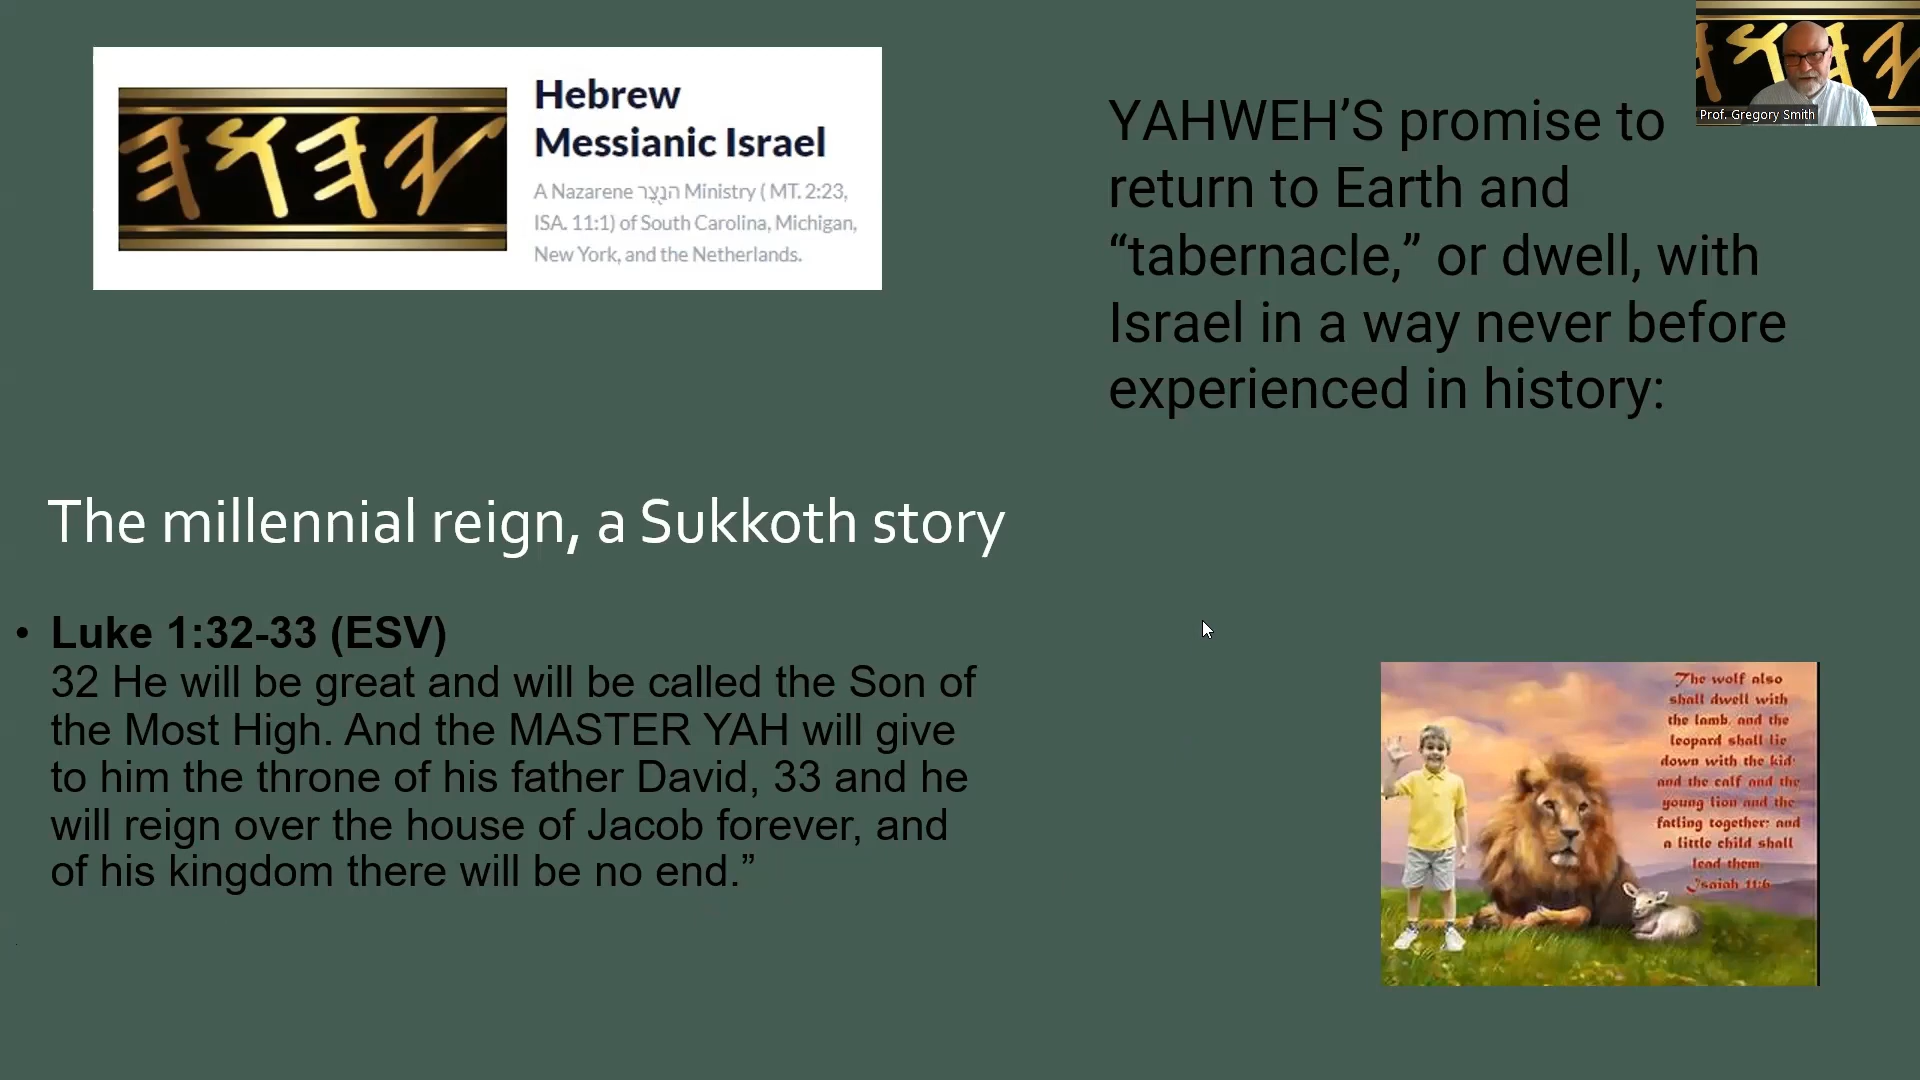 𐤄𐤅𐤄𐤉
Hebrew
Messianic Israel
A Nazarene הנֵצֶר Ministry ( MT. 2:23,
ISA. 11:1) of South Carolina, Michigan,
New York, and the Netherlands.
YAHWEH’S promise to
return to Earth and
“tabernacle,” or dwell, with
Israel in a way never before
experienced in history:
Prof. Gregory Smith
The millennial reign, a Sukkoth story
• Luke 1:32-33 (ESV)
32 He will be great and will be called the Son of
the Most High. And the MASTER YAH will give
to him the throne of his father David, 33 and he
will reign over the house of Jacob forever, and
of his kingdom there will be no end.”
The wolf also
shall dwell with
the lamb, and the
leopard shall lie
down with the kid;
and the calf and the
young lion and the
fatling together; and
a little child shall
lead them.
Isaiah 11:6